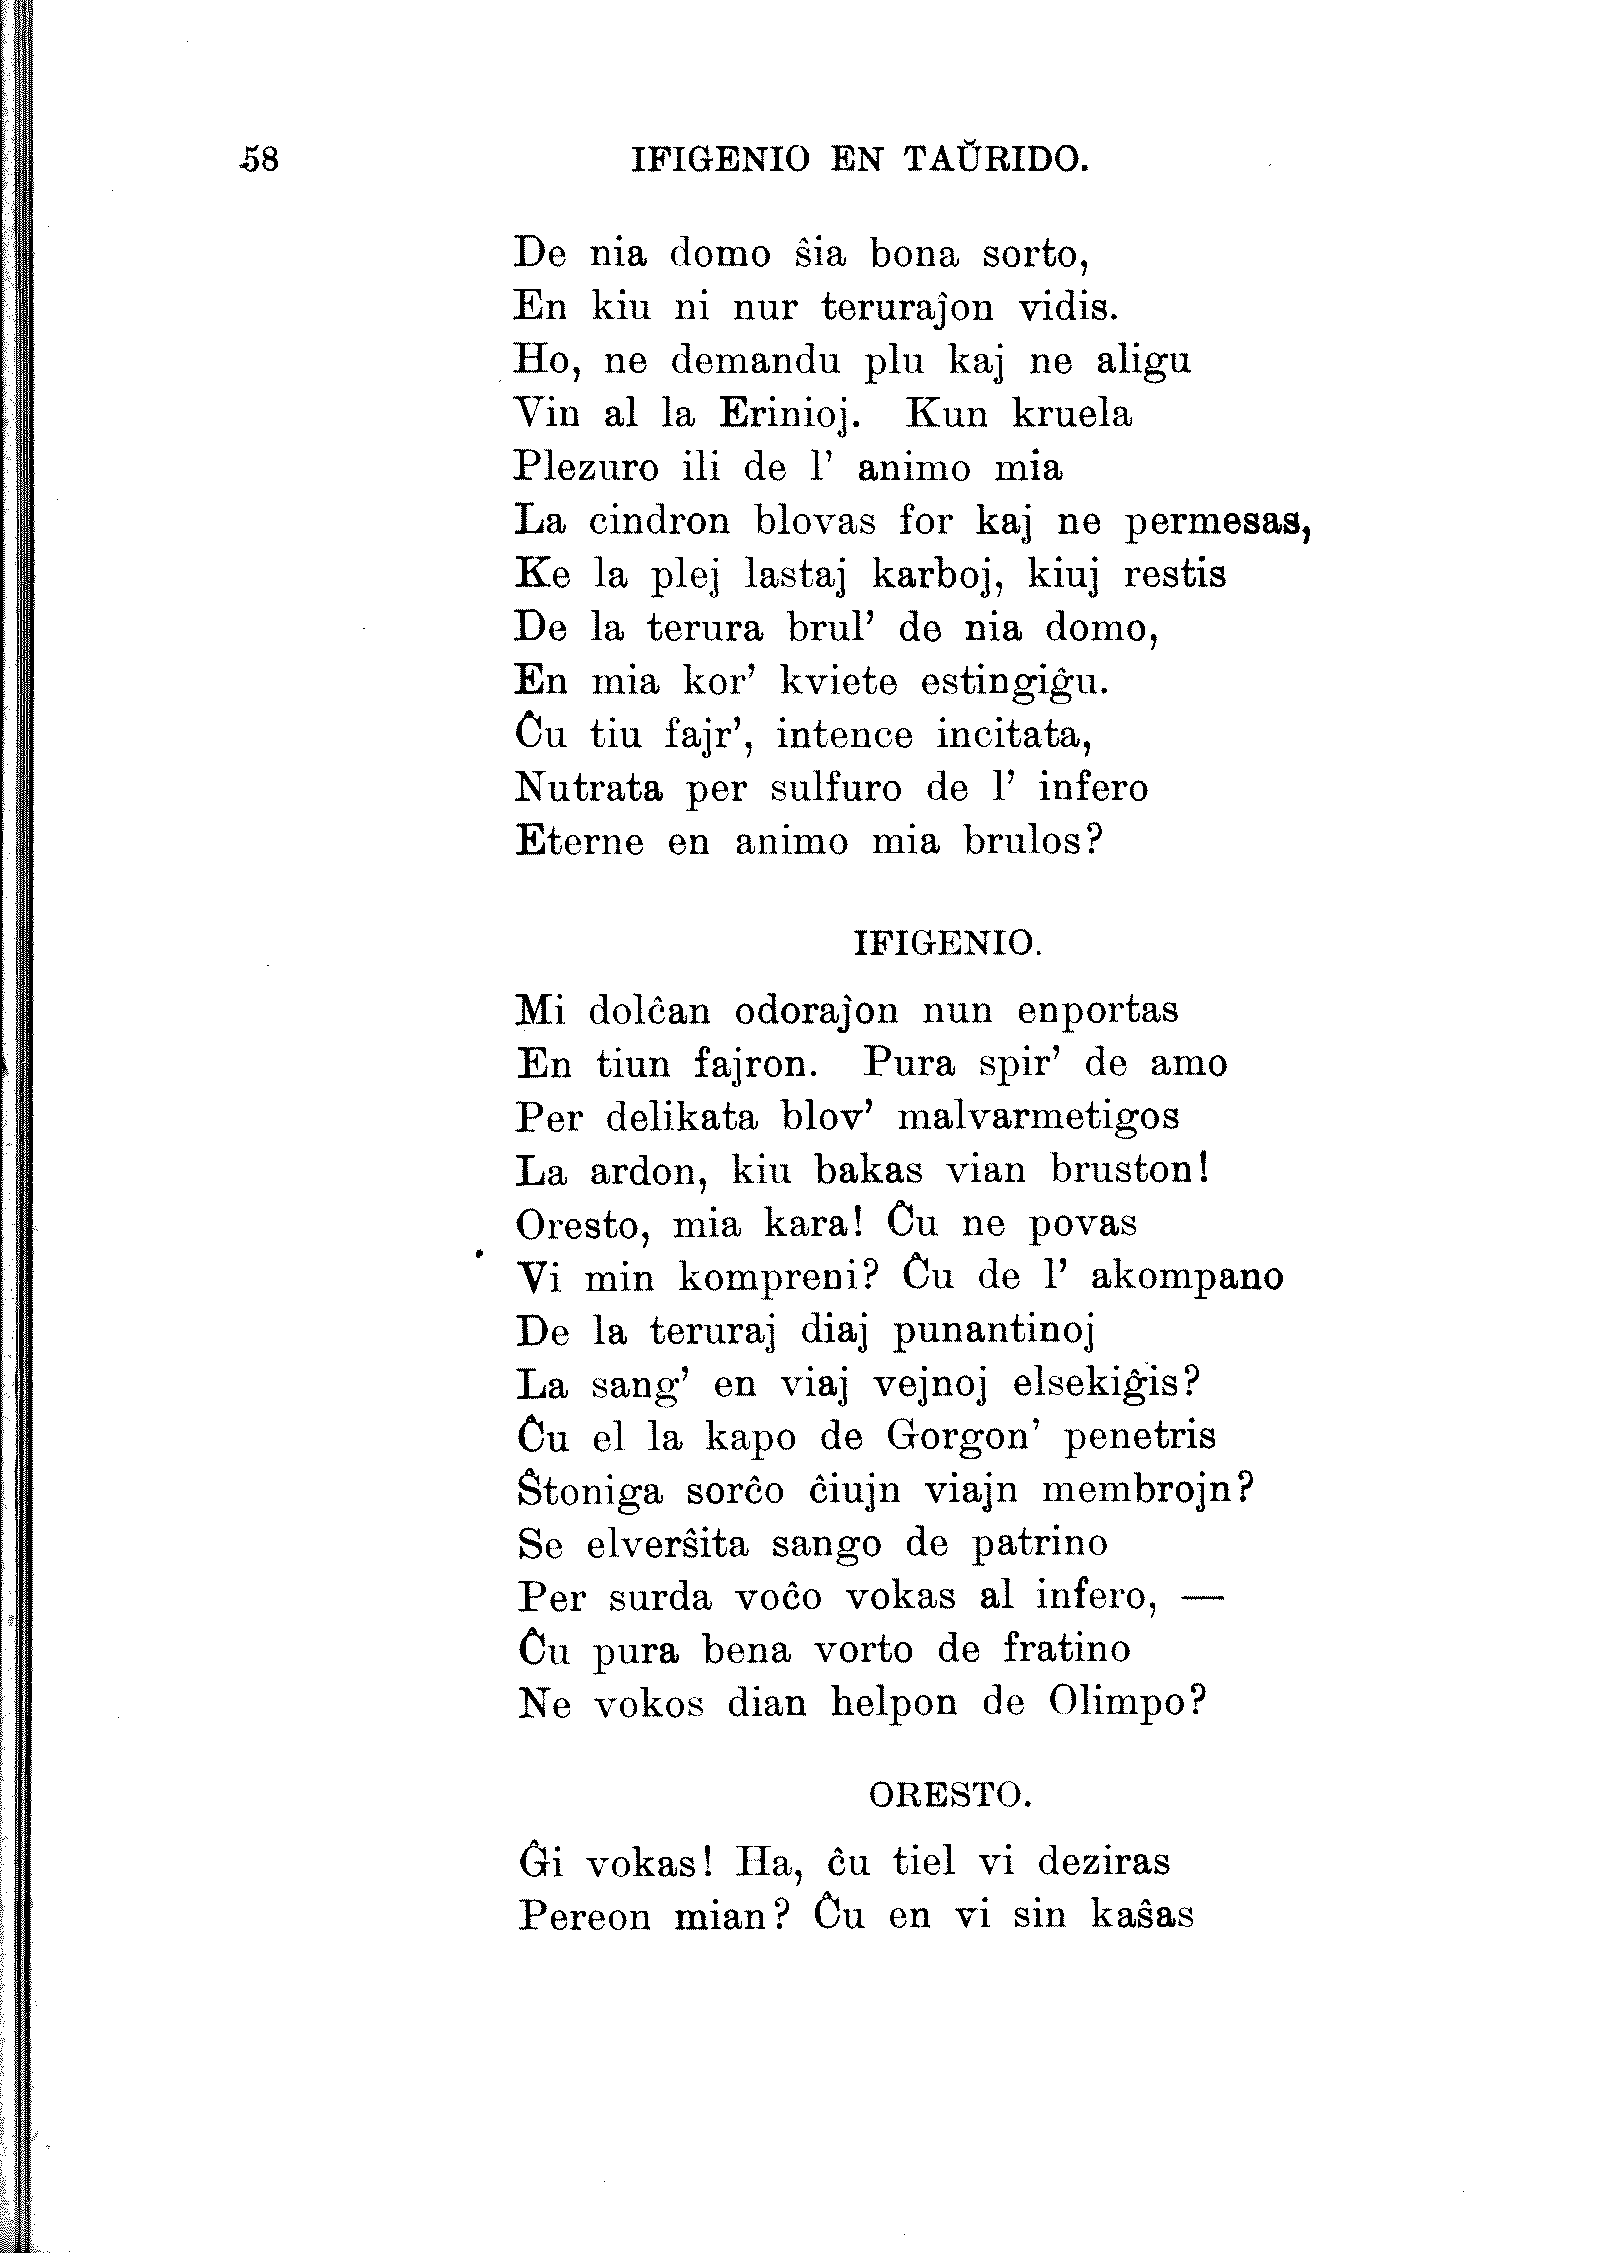 58 IFIGENIO EN TAŬRIDO.
De nia domo ŝia bona sorto,
En kiu ni nur teruraĵon vidis.
Ho, ne demandu plu kaj ne aligu
Vin al la Erinioj. Kun kruela
Plezuro ili de l’ animo mia
La cindron blovas for kaj ne permesas,
Ke la plej lastaj karboj, kiuj restis
De la terura brul’ de nia domo,
En mia kor’ kviete estingiĝu.
Ĉu tiu fajr’, intence incitata,
Nutrata per sulfuro de l’ infero
Eterne en animo mia brulos?
IFIGENIO.
Mi dolĉan odoraĵon nun enportas
En tiun fajron. Pura spir’ de amo
Per delikata blov’ malvarmetigos
La ardon, kiu bakas vian bruston!
Oresto, mia kara! Ĉu ne povas
Vi min kompreni? Ĉu de l’ akompano
De la teruraj diaj punantinoj
La sang’ en viaj vejnoj elsekiĝis?
Ĉu el la kapo de Gorgon’ penetris
Ŝtoniga sorĉo ĉiujn viajn membrojn?
Se elverŝita sango de patrino
Per surda voĉo vokas al infero, —
Ĉu pura bena vorto de fratino
Ne vokos dian helpon de Olimpo?
ORESTO.
Ĝi vokas! Ha, ĉu tiel vi deziras
Pereon mian? Ĉu en vi sin kaŝas